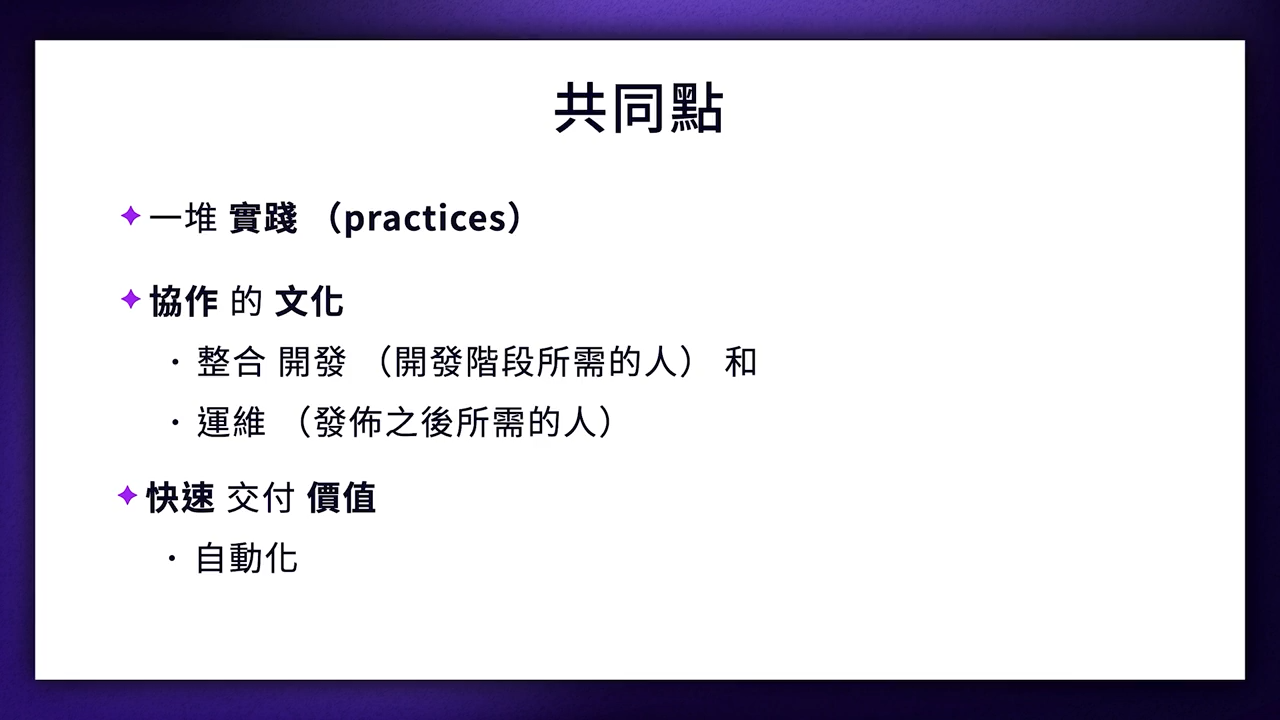 共同點
一堆 實踐 （practices）
協作 的 文化
· 整合 開發 （開發階段所需的人） 和
· 運維 （發佈之後所需的人）
快速 交付 價值
· 自動化